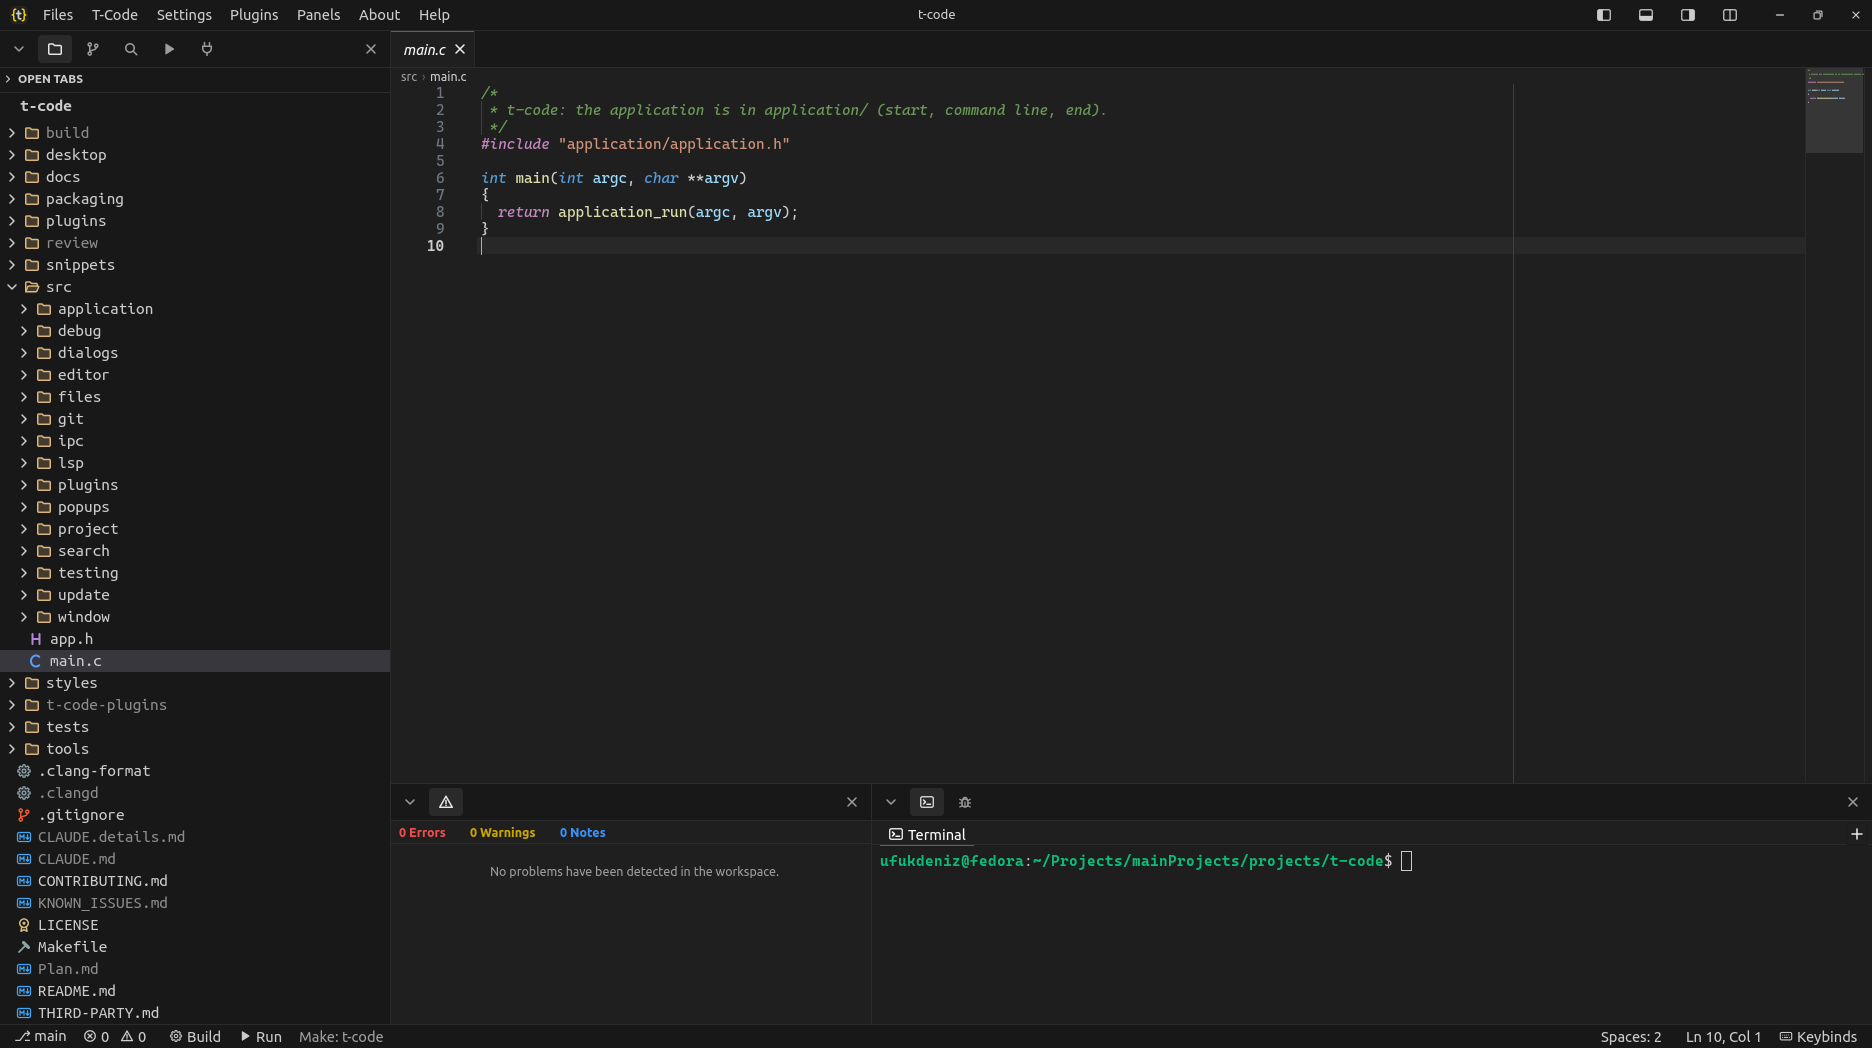 {t} Files T-Code Settings Plugins Panels About Help
t-code
OPEN TABS
t-code
build
desktop
docs
packaging
plugins
review
snippets
src
application
debug
dialogs
editor
files
git
ipc
lsp
plugins
popups
project
search
testing
update
window
H app.h
C main.c
styles
t-code-plugins
tests
tools
.clang-format
.clangd
.gitignore
CLAUDE.details.md
CLAUDE.md
CONTRIBUTING.md
KNOWN_ISSUES.md
LICENSE
Makefile
Plan.md
README.md
THIRD-PARTY.md
main.c
src › main.c
1 /*
2  * t-code: the application is in application/ (start, command line, end).
3  */
4 #include "application/application.h"
5
6 int main(int argc, char **argv)
7 {
8   return application_run(argc, argv);
9 }
10
0 Errors 0 Warnings 0 Notes
No problems have been detected in the workspace.
Terminal
ufukdeniz@fedora:~/Projects/mainProjects/projects/t-code$
main 0 0 Build Run Make: t-code
Spaces: 2 Ln 10, Col 1 Keybinds